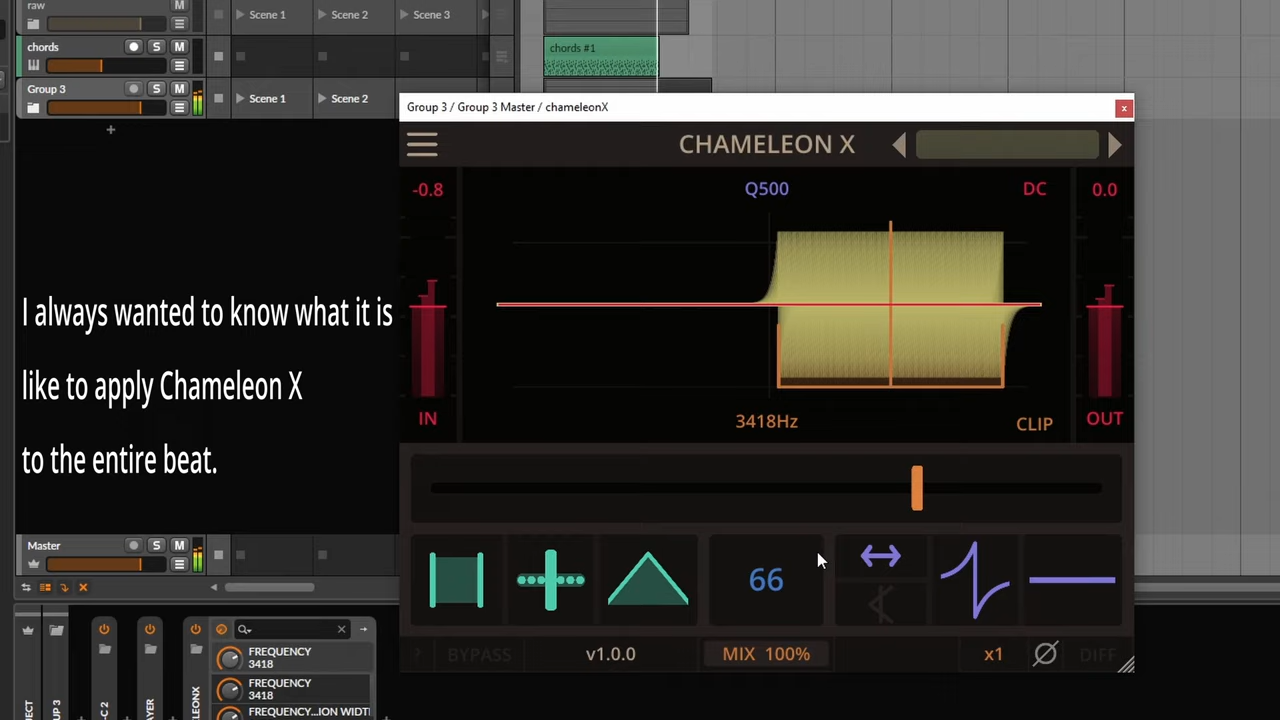 raw
M
Scene 1
Scene 2
Scene 3
chords
S
M
chords #1
Group 3
S
M
Scene 1
Scene 2
Group 3 / Group 3 Master / chameleonX
x
CHAMELEON X
-0.8
Q500
DC
0.0
I always wanted to know what it is
like to apply Chameleon X
to the entire beat.
IN
3418Hz
CLIP
OUT
Master
S
M
66
FREQUENCY
3418
FREQUENCY
3418
FREQUENCY...ION WIDTH
?
BYPASS
v1.0.0
MIX 100%
x1
DIFF